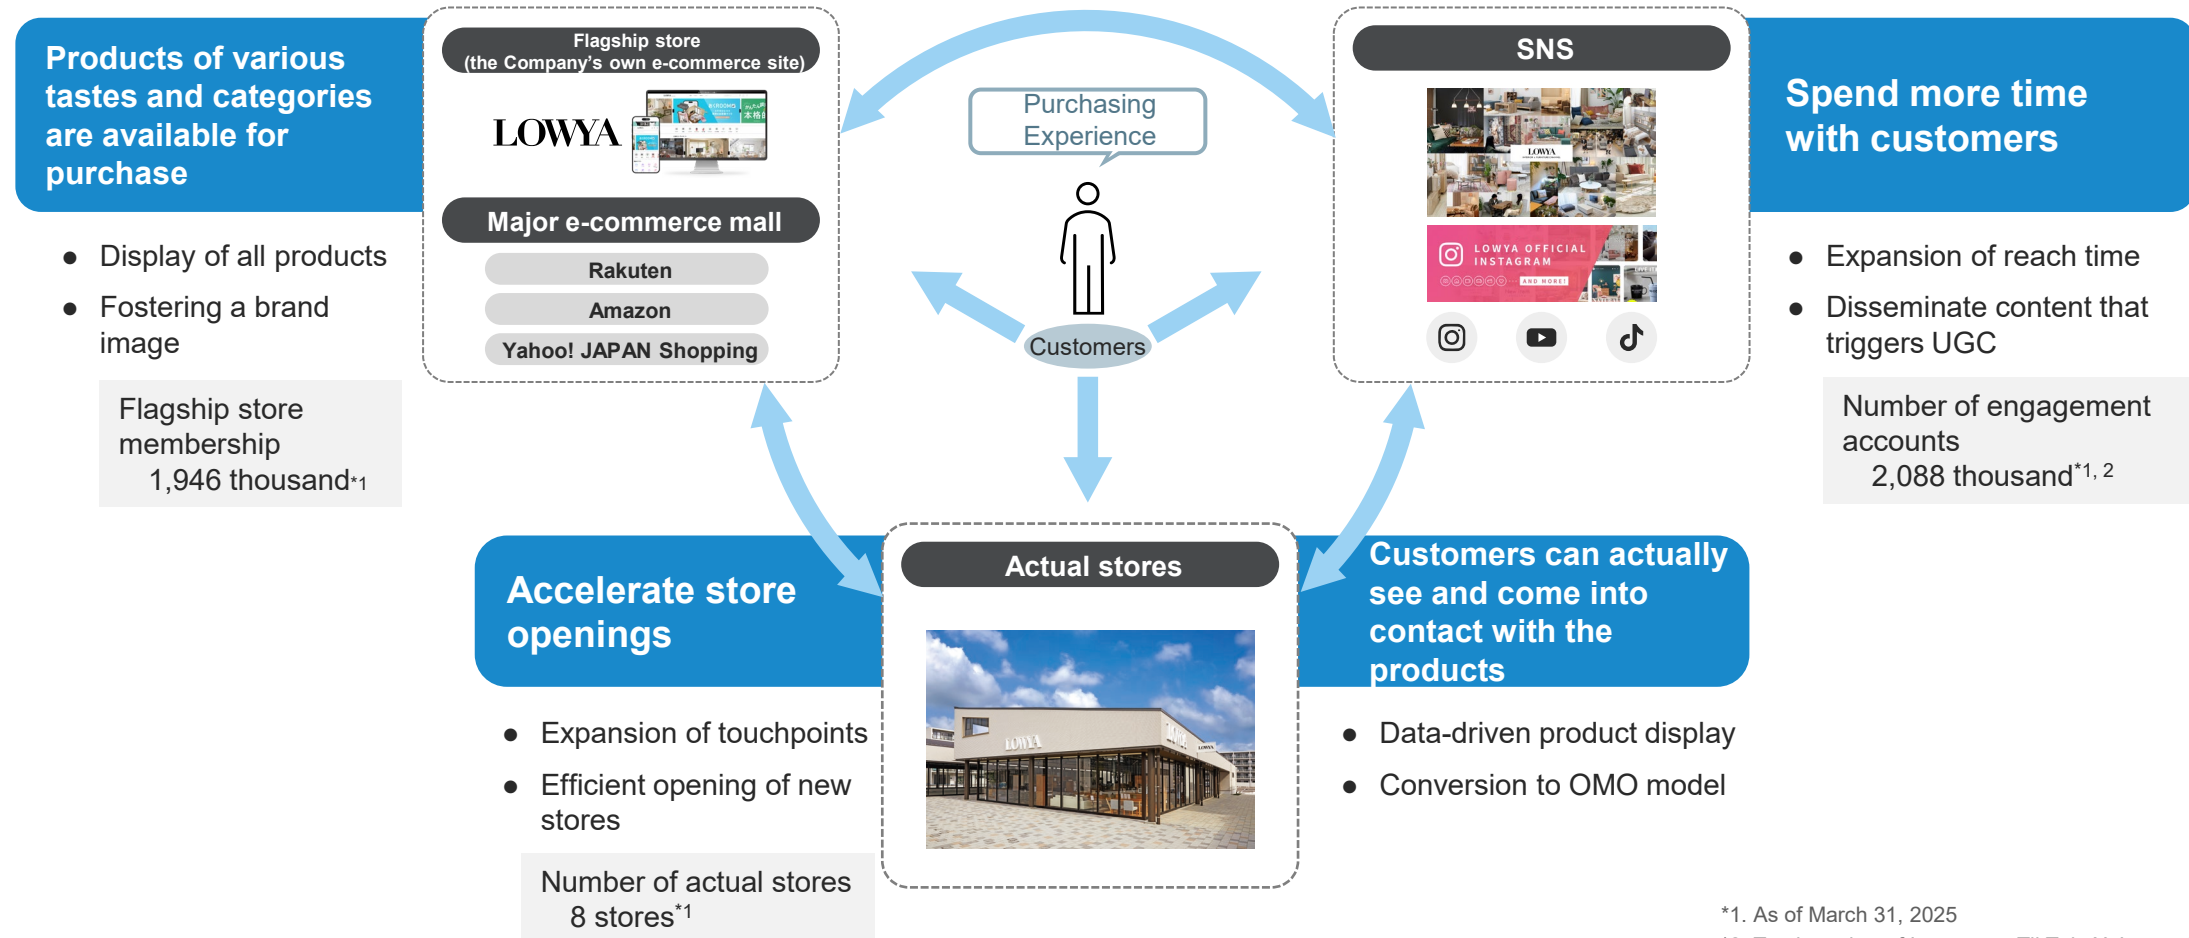 Products of various
tastes and categories
are available for
purchase
● Display of all products
● Fostering a brand
image
Flagship store
membership
1,946 thousand*1
Flagship store
(the Company's own e-commerce site)
LOWYA
Major e-commerce mall
Rakuten
Amazon
Yahoo! JAPAN Shopping
Purchasing
Experience
Customers
SNS
LOWYA
LOWYA OFFICIAL
INSTAGRAM
AND MORE!
Spend more time
with customers
● Expansion of reach time
● Disseminate content that
triggers UGC
Number of engagement
accounts
2,088 thousand*1, 2
Accelerate store
openings
● Expansion of touchpoints
● Efficient opening of new
stores
Number of actual stores
8 stores*1
Actual stores
LOWYA
LOWYA
LOWYA
Customers can actually
see and come into
contact with the
products
● Data-driven product display
● Conversion to OMO model
*1. As of March 31, 2025